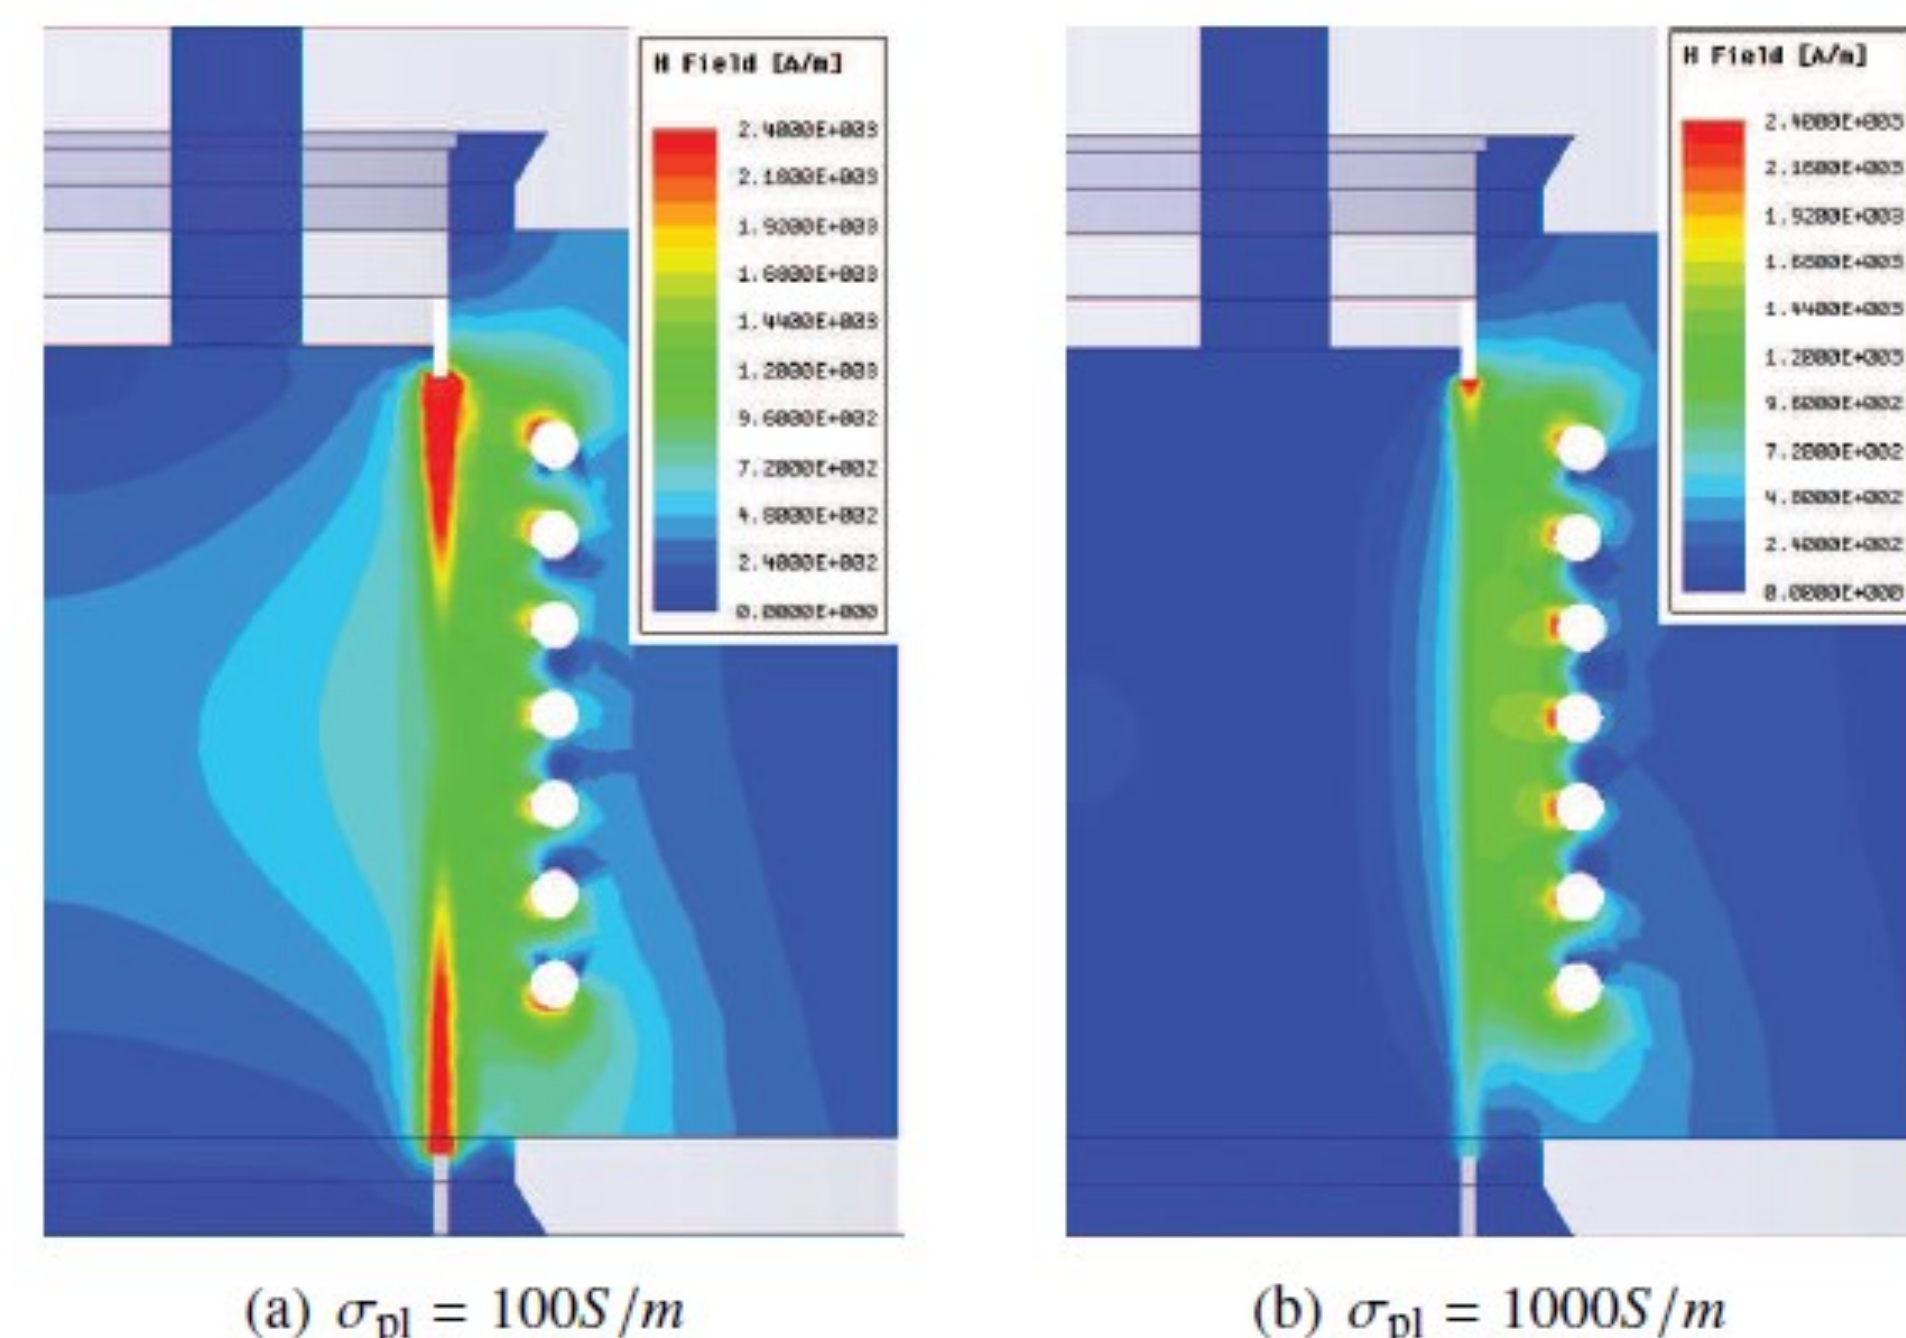 H Field [A/m]
2.4000E+003
2.1600E+003
1.9200E+003
1.6800E+003
1.4400E+003
1.2000E+003
9.6000E+002
7.2000E+002
4.8000E+002
2.4000E+002
0.0000E+000
H Field [A/m]
2.4000E+003
2.1600E+003
1.9200E+003
1.6800E+003
1.4400E+003
1.2000E+003
9.6000E+002
7.2000E+002
4.8000E+002
2.4000E+002
0.0000E+000
(a) σpl = 100S/m
(b) σpl = 1000S/m